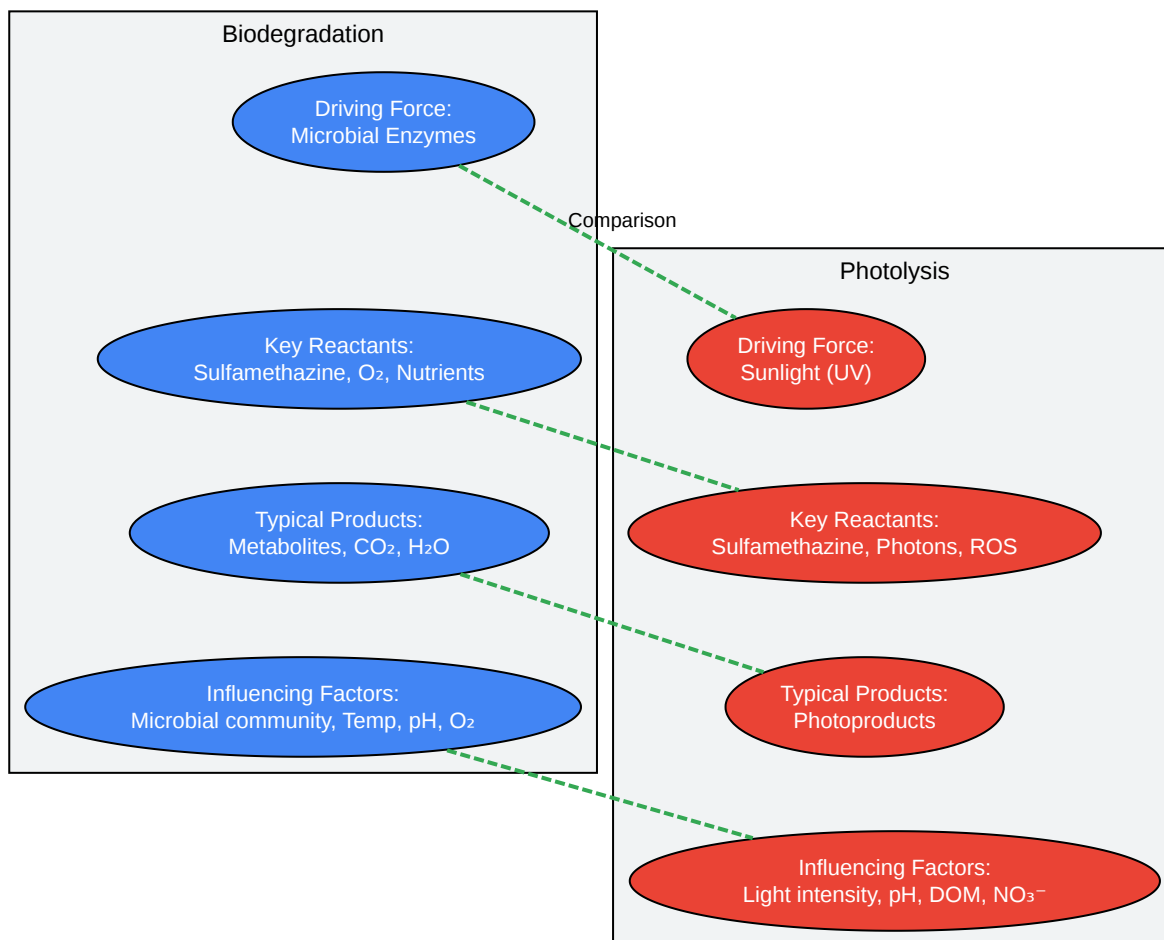 Biodegradation
Driving Force:
Microbial Enzymes
Key Reactants:
Sulfamethazine, O₂, Nutrients
Typical Products:
Metabolites, CO₂, H₂O
Influencing Factors:
Microbial community, Temp, pH, O₂
Comparison
Photolysis
Driving Force:
Sunlight (UV)
Key Reactants:
Sulfamethazine, Photons, ROS
Typical Products:
Photoproducts
Influencing Factors:
Light intensity, pH, DOM, NO₃⁻